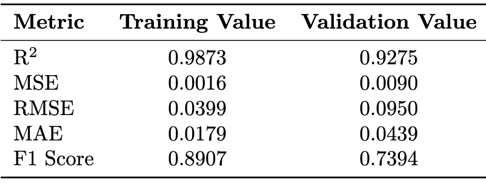 Metric Training Value Validation Value
R² 0.9873 0.9275
MSE 0.0016 0.0090
RMSE 0.0399 0.0950
MAE 0.0179 0.0439
F1 Score 0.8907 0.7394